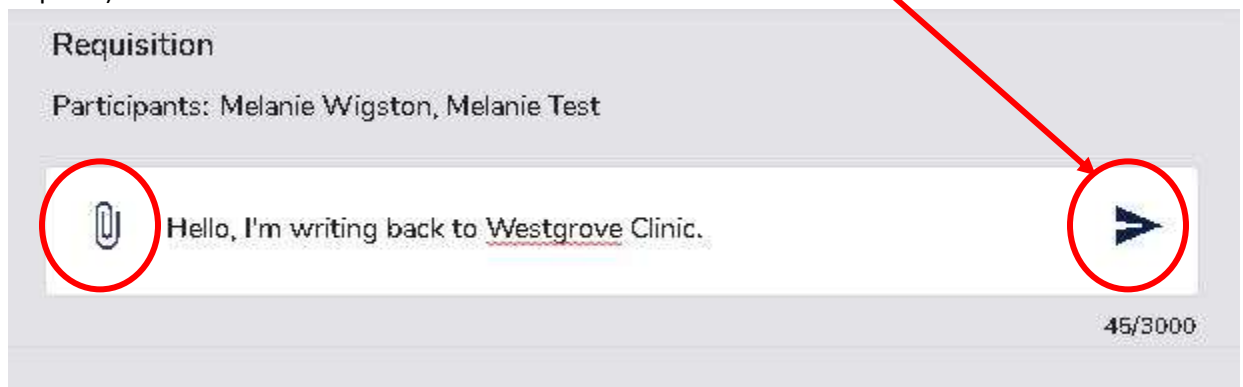 Requisition
Participants: Melanie Wigston, Melanie Test
Hello, I'm writing back to Westgrove Clinic.
45/3000